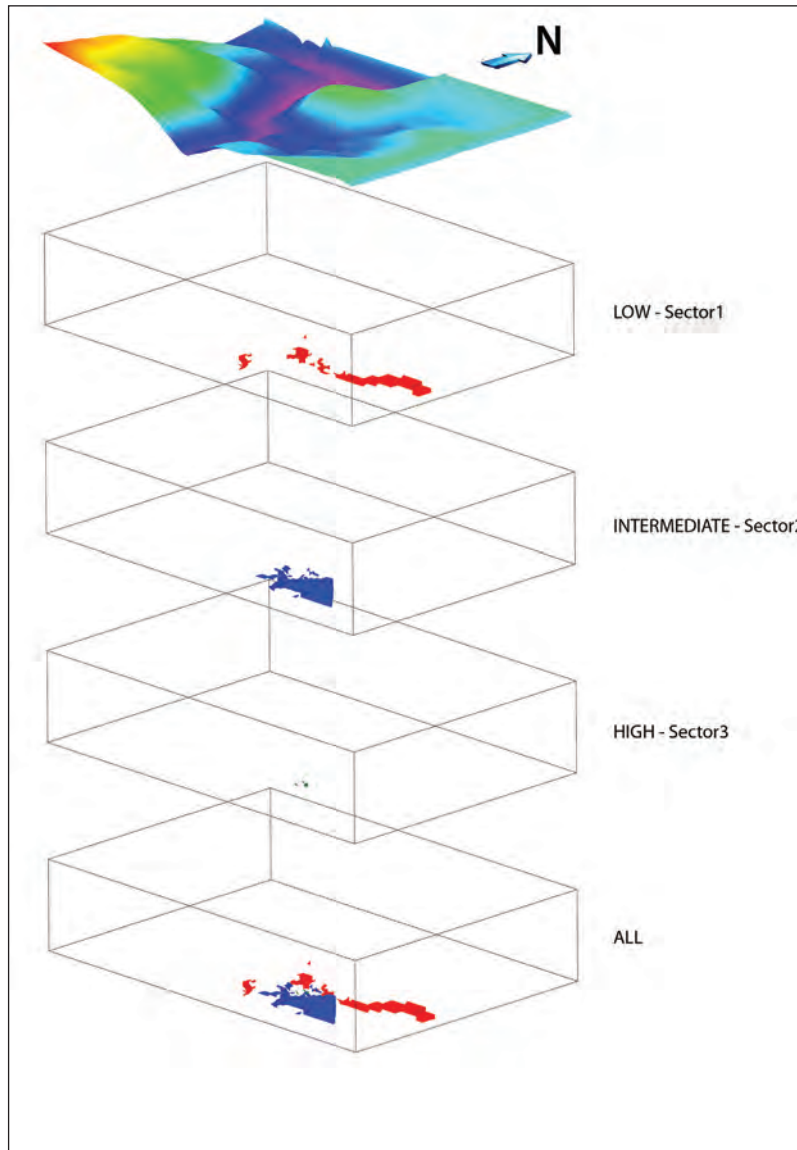 N
LOW - Sector1
INTERMEDIATE - Sector2
HIGH - Sector3
ALL